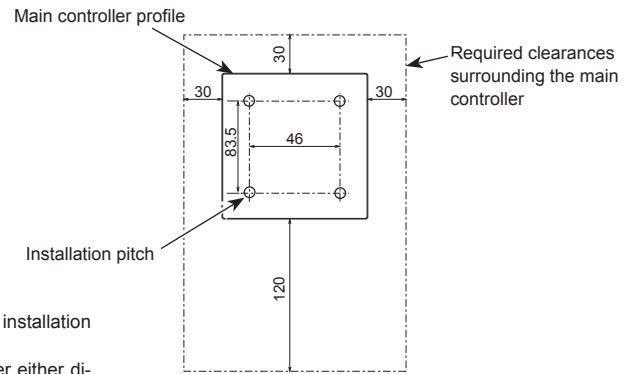 Main controller profile
Required clearances
surrounding the main
controller
30
30
30
83.5
46
Installation pitch
120
installation
er either di-